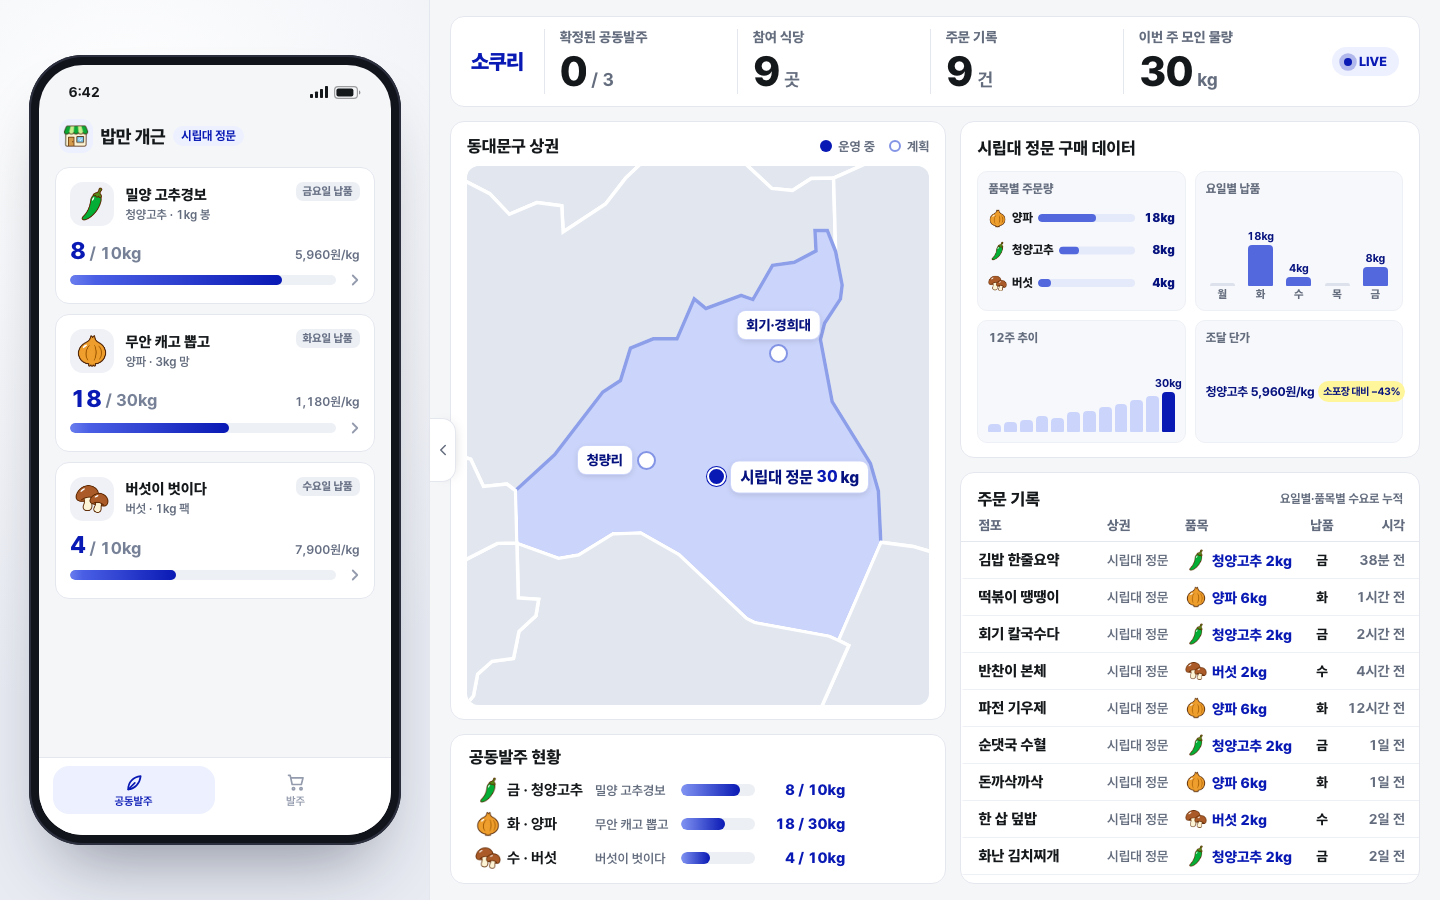 6:42
밥만 개근 시립대 정문
밀양 고추경보 금요일 납품
청양고추 · 1kg 봉
8 / 10kg 5,960원/kg
무안 캐고 뽑고 화요일 납품
양파 · 3kg 망
18 / 30kg 1,180원/kg
버섯이 벗이다 수요일 납품
버섯 · 1kg 팩
4 / 10kg 7,900원/kg
공동발주 발주
소쿠리
확정된 공동발주
0 / 3
참여 식당
9 곳
주문 기록
9 건
이번 주 모인 물량
30 kg
LIVE
동대문구 상권 운영 중 계획
회기·경희대
청량리
시립대 정문 30 kg
공동발주 현황
금 · 청양고추 밀양 고추경보 8 / 10kg
화 · 양파 무안 캐고 뽑고 18 / 30kg
수 · 버섯 버섯이 벗이다 4 / 10kg
시립대 정문 구매 데이터
품목별 주문량
양파 18kg
청양고추 8kg
버섯 4kg
요일별 납품
18kg 4kg 8kg
월 화 수 목 금
12주 추이
30kg
조달 단가
청양고추 5,960원/kg 소포장 대비 −43%
주문 기록 요일별·품목별 수요로 누적
점포 상권 품목 납품 시각
김밥 한줄요약 시립대 정문 청양고추 2kg 금 38분 전
떡볶이 땡땡이 시립대 정문 양파 6kg 화 1시간 전
회기 칼국수다 시립대 정문 청양고추 2kg 금 2시간 전
반찬이 본체 시립대 정문 버섯 2kg 수 4시간 전
파전 기우제 시립대 정문 양파 6kg 화 12시간 전
순댓국 수혈 시립대 정문 청양고추 2kg 금 1일 전
돈까삭까삭 시립대 정문 양파 6kg 화 1일 전
한 삽 덮밥 시립대 정문 버섯 2kg 수 2일 전
화난 김치찌개 시립대 정문 청양고추 2kg 금 2일 전